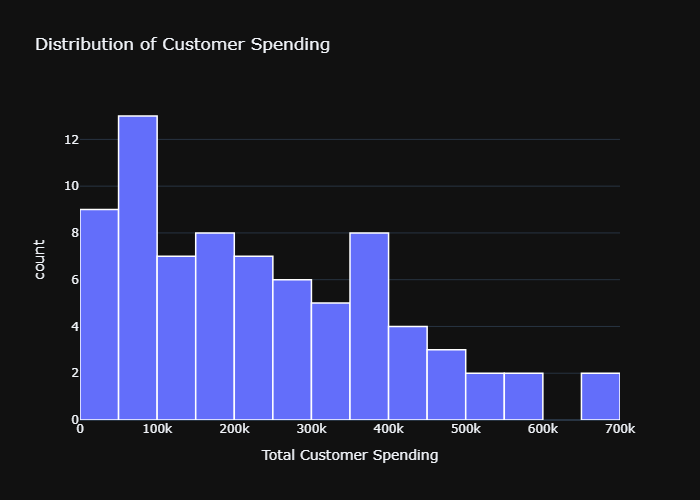 Distribution of Customer Spending
12
10
8
6
4
2
0
count
0 100k 200k 300k 400k 500k 600k 700k
Total Customer Spending